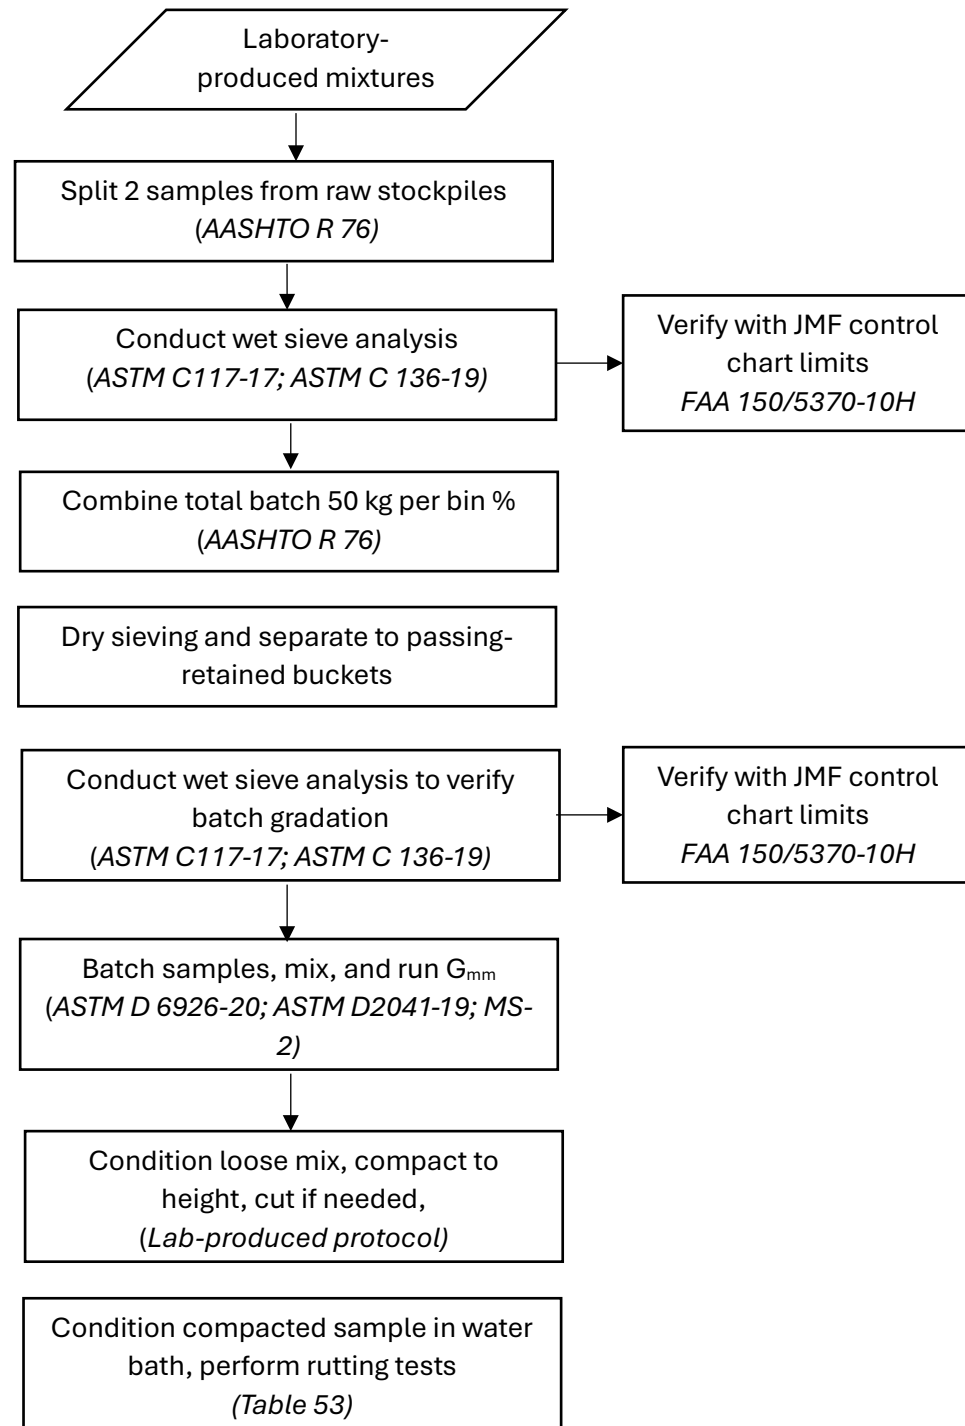 Laboratory-
produced mixtures
Split 2 samples from raw stockpiles
(AASHTO R 76)
Conduct wet sieve analysis
(ASTM C117-17; ASTM C 136-19)
Verify with JMF control
chart limits
FAA 150/5370-10H
Combine total batch 50 kg per bin %
(AASHTO R 76)
Dry sieving and separate to passing-
retained buckets
Conduct wet sieve analysis to verify
batch gradation
(ASTM C117-17; ASTM C 136-19)
Verify with JMF control
chart limits
FAA 150/5370-10H
Batch samples, mix, and run Gmm
(ASTM D 6926-20; ASTM D2041-19; MS-
2)
Condition loose mix, compact to
height, cut if needed,
(Lab-produced protocol)
Condition compacted sample in water
bath, perform rutting tests
(Table 53)